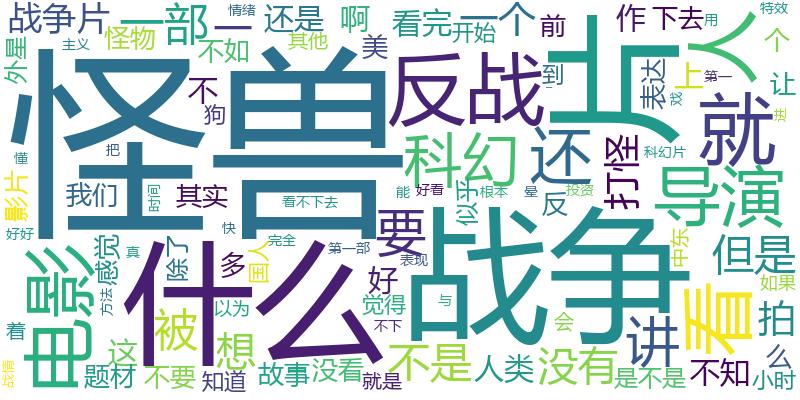 战争片
一部
一
还是
啊
看完
一个
前
作
下去
用
特效
情绪
主义
怪物
其他
开始
不如
美
外星
不
狗
到
表达
上
第一
人
个
让
戏
进
怪兽
反战
片
就
懂
把
科幻
还
打怪
科幻片
影片
我们
时间
其实
看不下去
能
好看
根本
晕
投资
似乎
反
导演
好好
快
感觉
除了
多
国人
完全
第一部
要
表现
中东
但是
真
电影
什么
好
战争
看
如果
方法
以为
觉得
与
着
这
被
想
不下
会
讲
拍
么
战情
题材
不要
知道
故事
没看
就是
不是
人类
没有
是不是
不知
小时